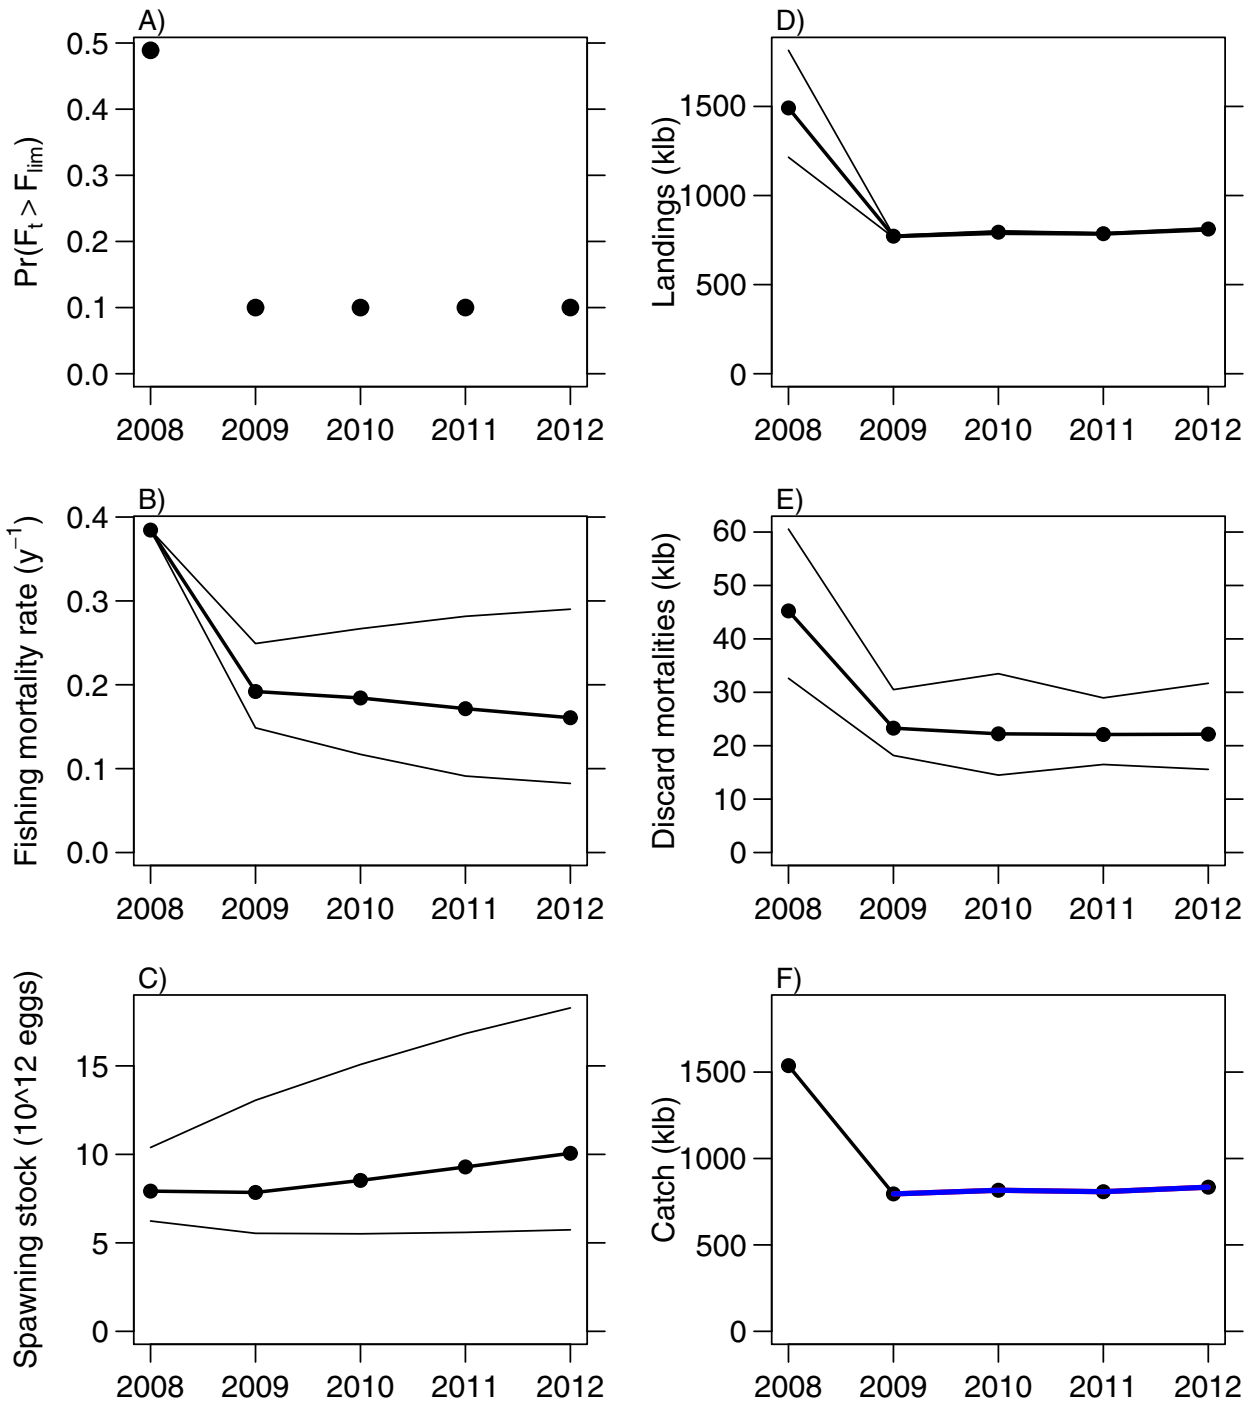 A)
Pr(Ft > Flim)
0.5
0.4
0.3
0.2
0.1
0.0
2008 2009 2010 2011 2012
D)
Landings (klb)
1500
1000
500
0
2008 2009 2010 2011 2012
B)
Fishing mortality rate (y−1)
0.4
0.3
0.2
0.1
0.0
2008 2009 2010 2011 2012
E)
Discard mortalities (klb)
60
50
40
30
20
10
0
2008 2009 2010 2011 2012
C)
Spawning stock (10^12 eggs)
15
10
5
0
2008 2009 2010 2011 2012
F)
Catch (klb)
1500
1000
500
0
2008 2009 2010 2011 2012